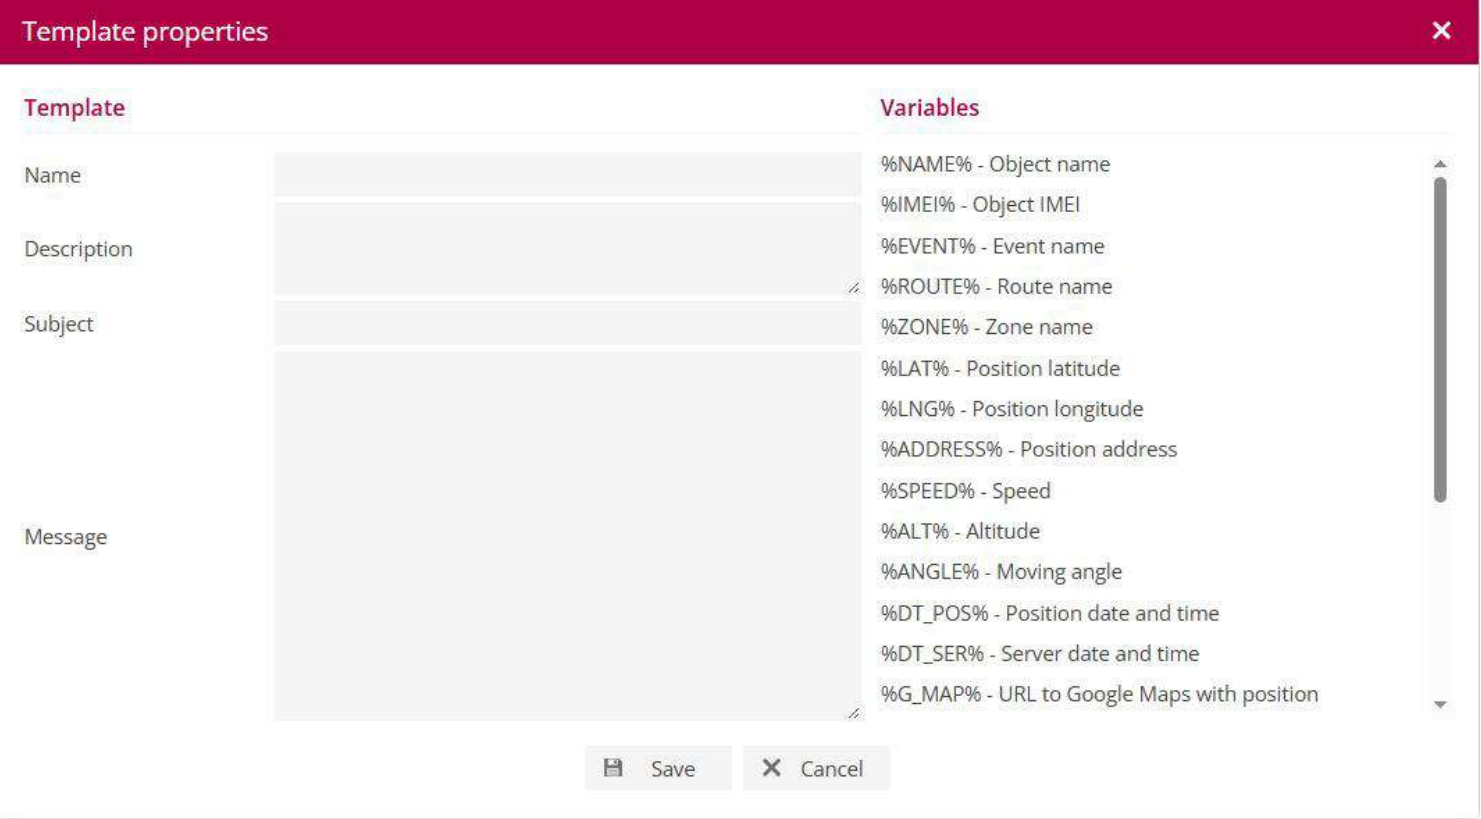 Template properties
Template
Name
Description
Subject
Message
Variables
%NAME% - Object name
%IMEI% - Object IMEI
%EVENT% - Event name
%ROUTE% - Route name
%ZONE% - Zone name
%LAT% - Position latitude
%LNG% - Position longitude
%ADDRESS% - Position address
%SPEED% - Speed
%ALT% - Altitude
%ANGLE% - Moving angle
%DT_POS% - Position date and time
%DT_SER% - Server date and time
%G_MAP% - URL to Google Maps with position
Save
Cancel